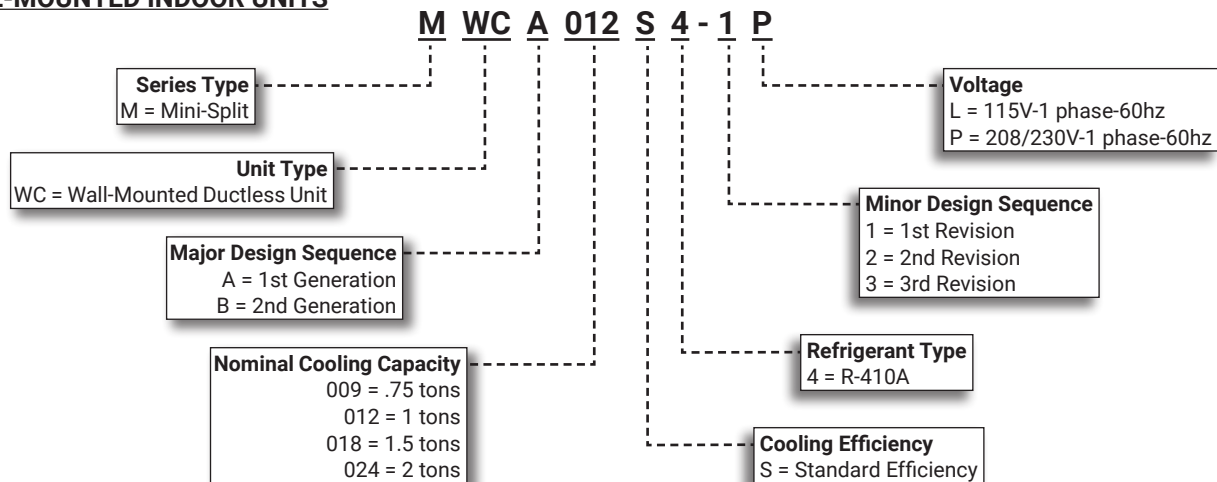 -MOUNTED INDOOR UNITS
M WC A 012 S 4 - 1 P
Series Type
M = Mini-Split
Unit Type
WC = Wall-Mounted Ductless Unit
Major Design Sequence
A = 1st Generation
B = 2nd Generation
Nominal Cooling Capacity
009 = .75 tons
012 = 1 tons
018 = 1.5 tons
024 = 2 tons
Voltage
L = 115V-1 phase-60hz
P = 208/230V-1 phase-60hz
Minor Design Sequence
1 = 1st Revision
2 = 2nd Revision
3 = 3rd Revision
Refrigerant Type
4 = R-410A
Cooling Efficiency
S = Standard Efficiency